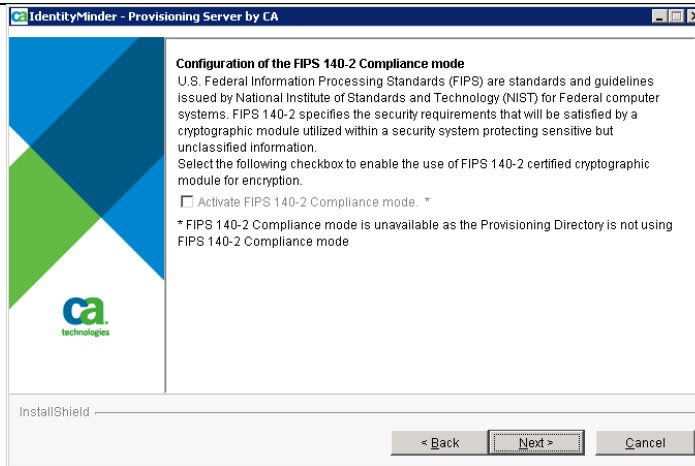 IdentityMinder - Provisioning Server by CA
Configuration of the FIPS 140-2 Compliance mode
U.S. Federal Information Processing Standards (FIPS) are standards and guidelines
issued by National Institute of Standards and Technology (NIST) for Federal computer
systems. FIPS 140-2 specifies the security requirements that will be satisfied by a
cryptographic module utilized within a security system protecting sensitive but
unclassified information.
Select the following checkbox to enable the use of FIPS 140-2 certified cryptographic
module for encryption.
Activate FIPS 140-2 Compliance mode. *
* FIPS 140-2 Compliance mode is unavailable as the Provisioning Directory is not using
FIPS 140-2 Compliance mode
ca.
technologies
InstallShield
< Back
Next >
Cancel